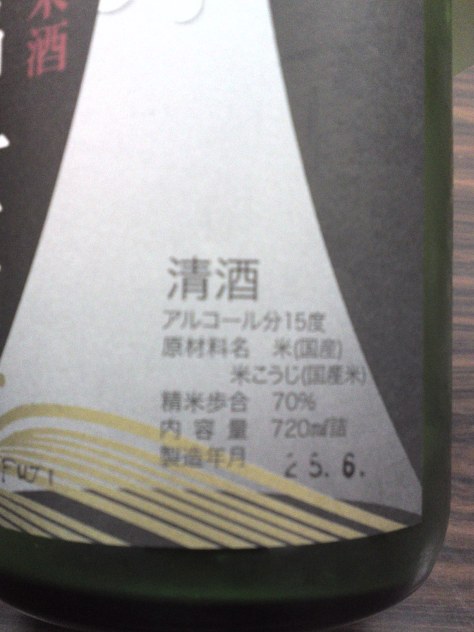 米酒
清酒
アルコール分15度
原材料名 米(国産)
米こうじ(国産米)
精米歩合 70%
内容量 720ml詰
製造年月 25.6.
FUJI